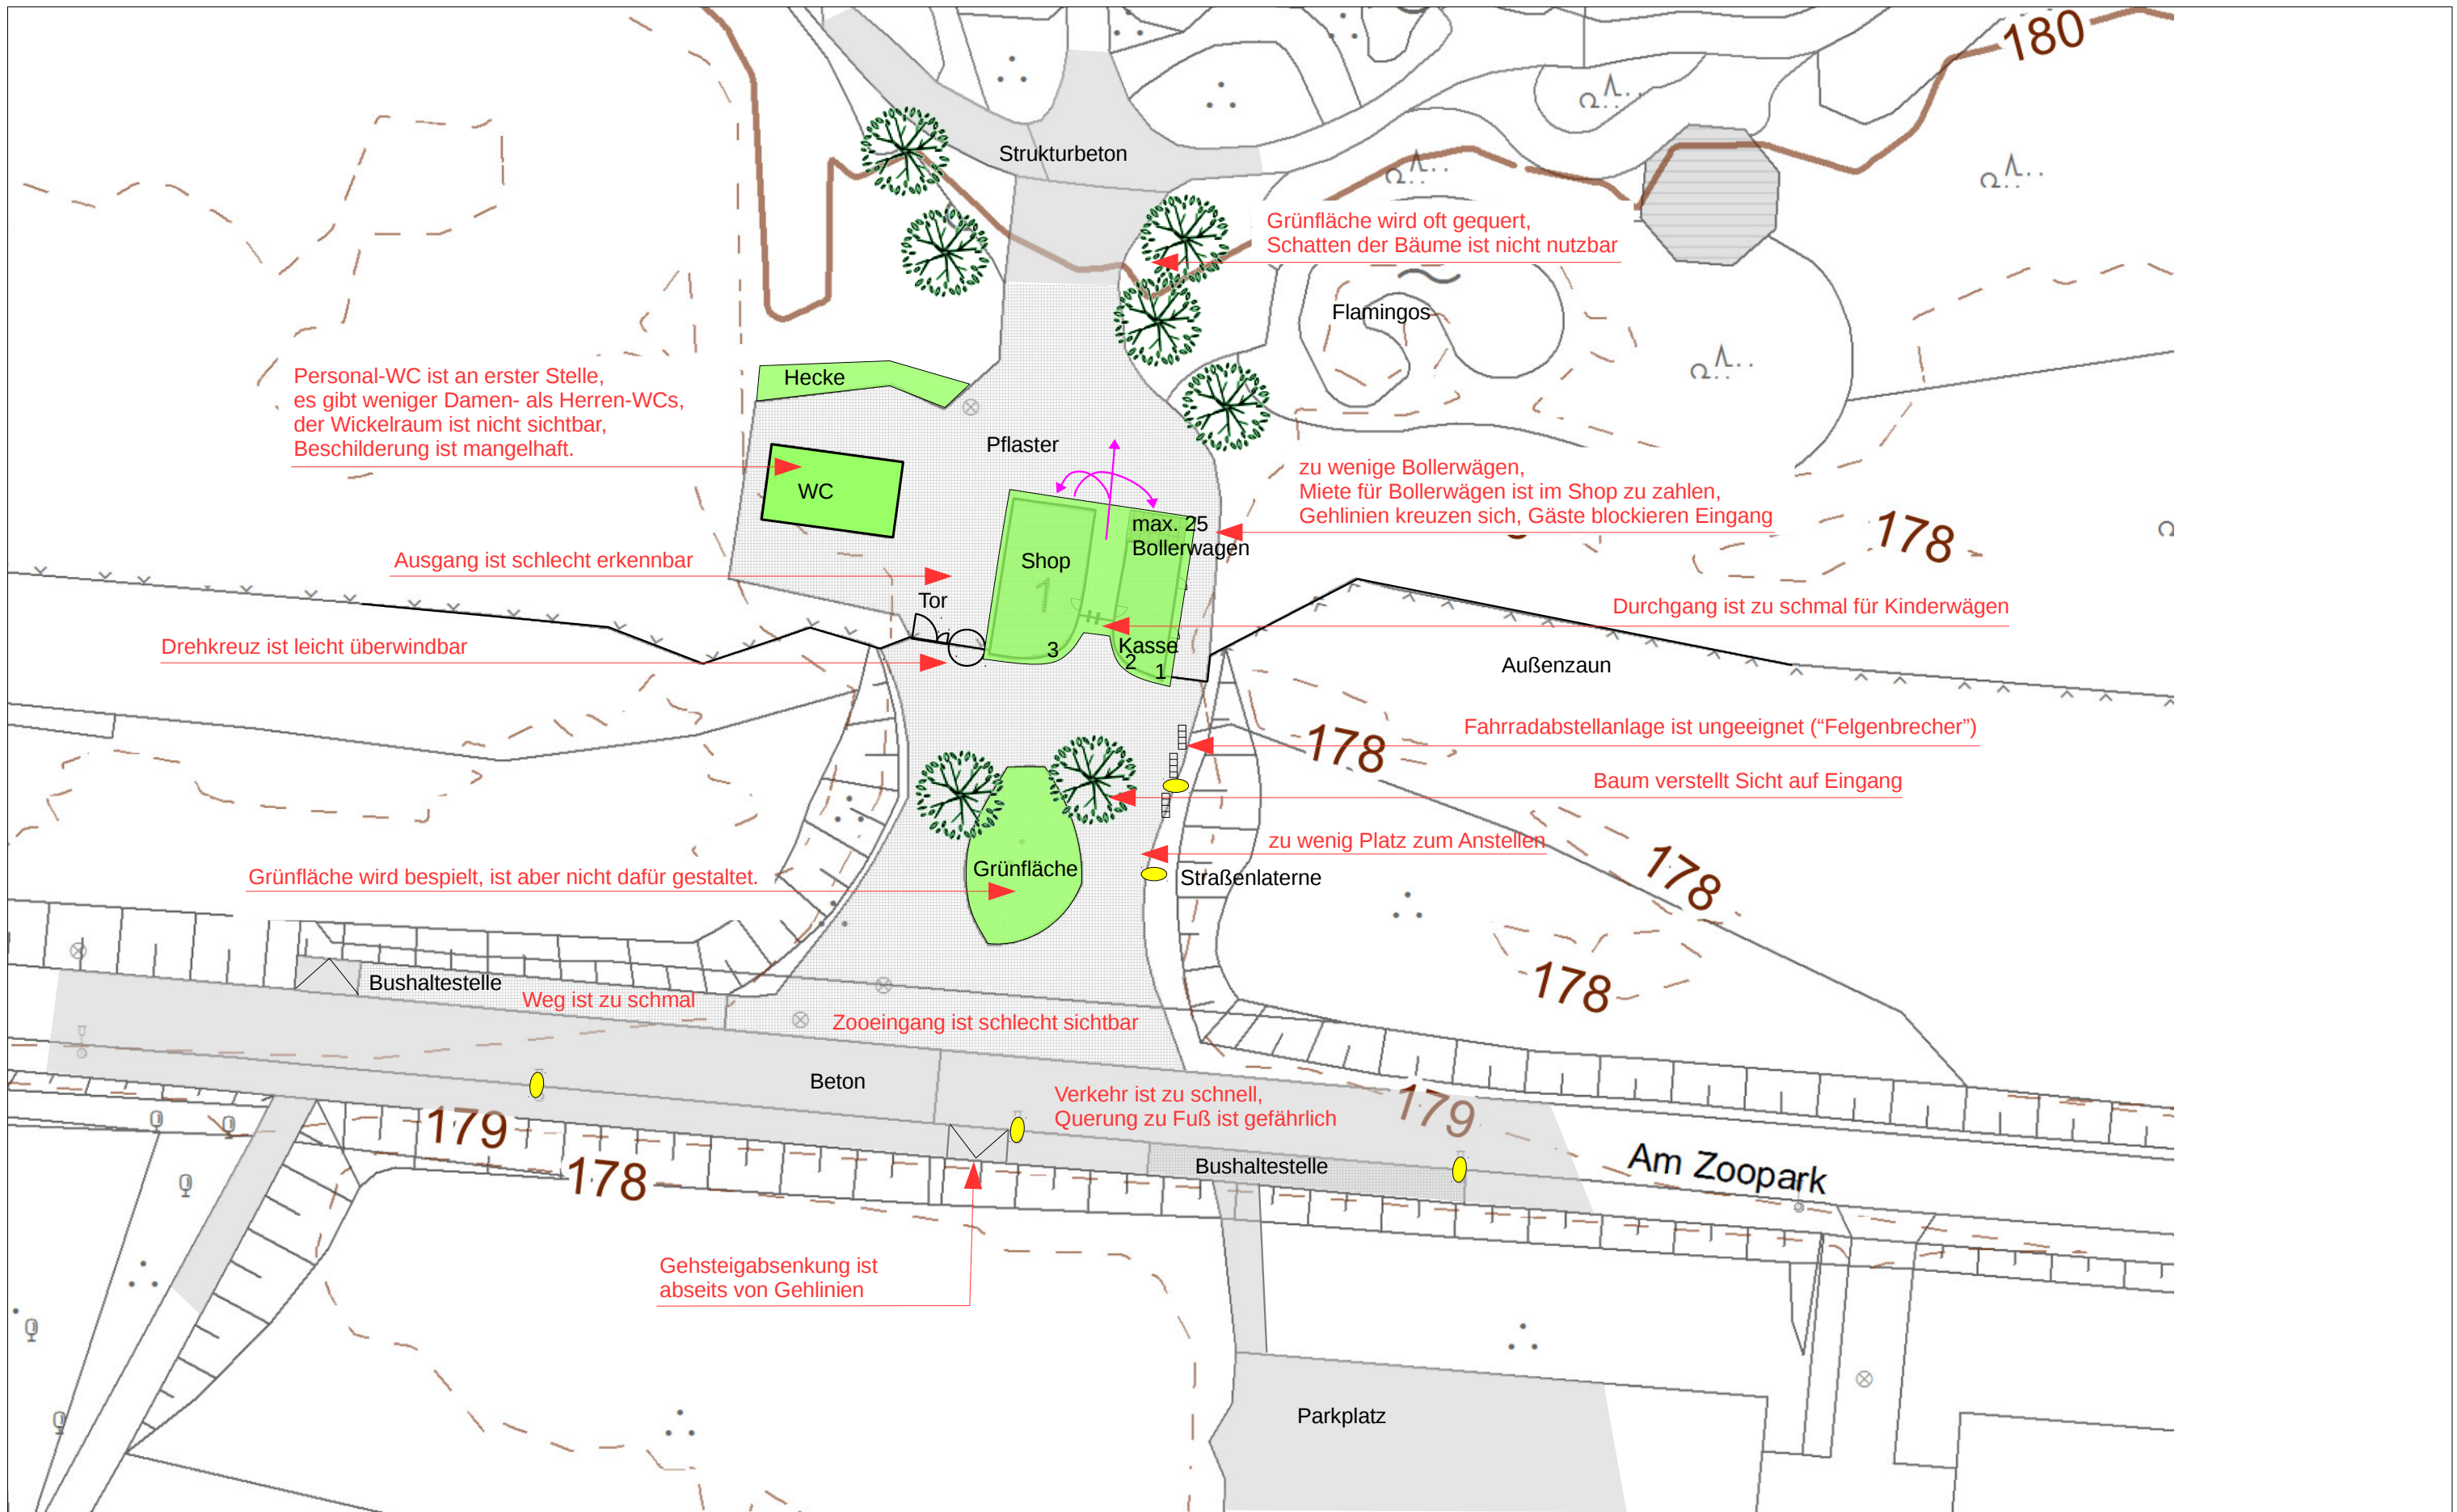 180
Strukturbeton
Grünfläche wird oft gequert,
Schatten der Bäume ist nicht nutzbar
Flamingos
Personal-WC ist an erster Stelle,
es gibt weniger Damen- als Herren-WCs,
der Wickelraum ist nicht sichtbar,
Beschilderung ist mangelhaft.
Hecke
Pflaster
WC
zu wenige Bollerwägen,
Miete für Bollerwägen ist im Shop zu zahlen,
Gehlinien kreuzen sich, Gäste blockieren Eingang
max. 25
Bollerwagen
178
Ausgang ist schlecht erkennbar
Shop
1
Tor
Durchgang ist zu schmal für Kinderwägen
Drehkreuz ist leicht überwindbar
3
Kasse
2
1
Außenzaun
Fahrradabstellanlage ist ungeeignet (“Felgenbrecher”)
178
Baum verstellt Sicht auf Eingang
zu wenig Platz zum Anstellen
Grünfläche
Grünfläche wird bespielt, ist aber nicht dafür gestaltet.
Straßenlaterne
178
Bushaltestelle
Weg ist zu schmal
178
Zooeingang ist schlecht sichtbar
Beton
Verkehr ist zu schnell,
Querung zu Fuß ist gefährlich
179
179
178
Bushaltestelle
Am Zoopark
Gehsteigabsenkung ist
abseits von Gehlinien
Parkplatz